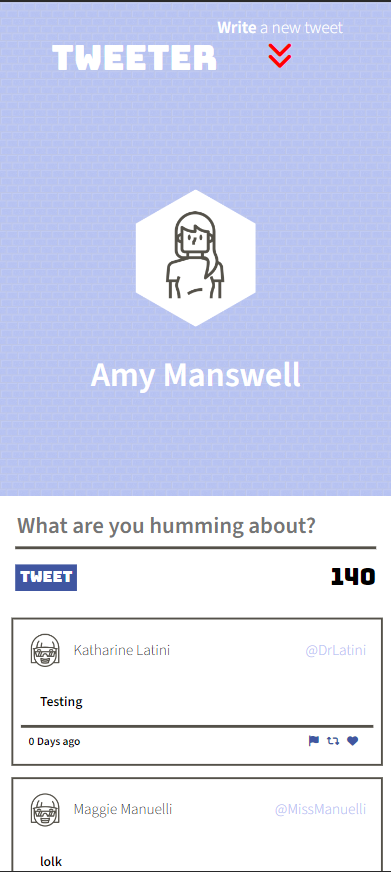 Write a new tweet
TWEETER
Amy Manswell
What are you humming about?
TWEET 140
Katharine Latini @DrLatini
Testing
0 Days ago
Maggie Manuelli @MissManuelli
lolk